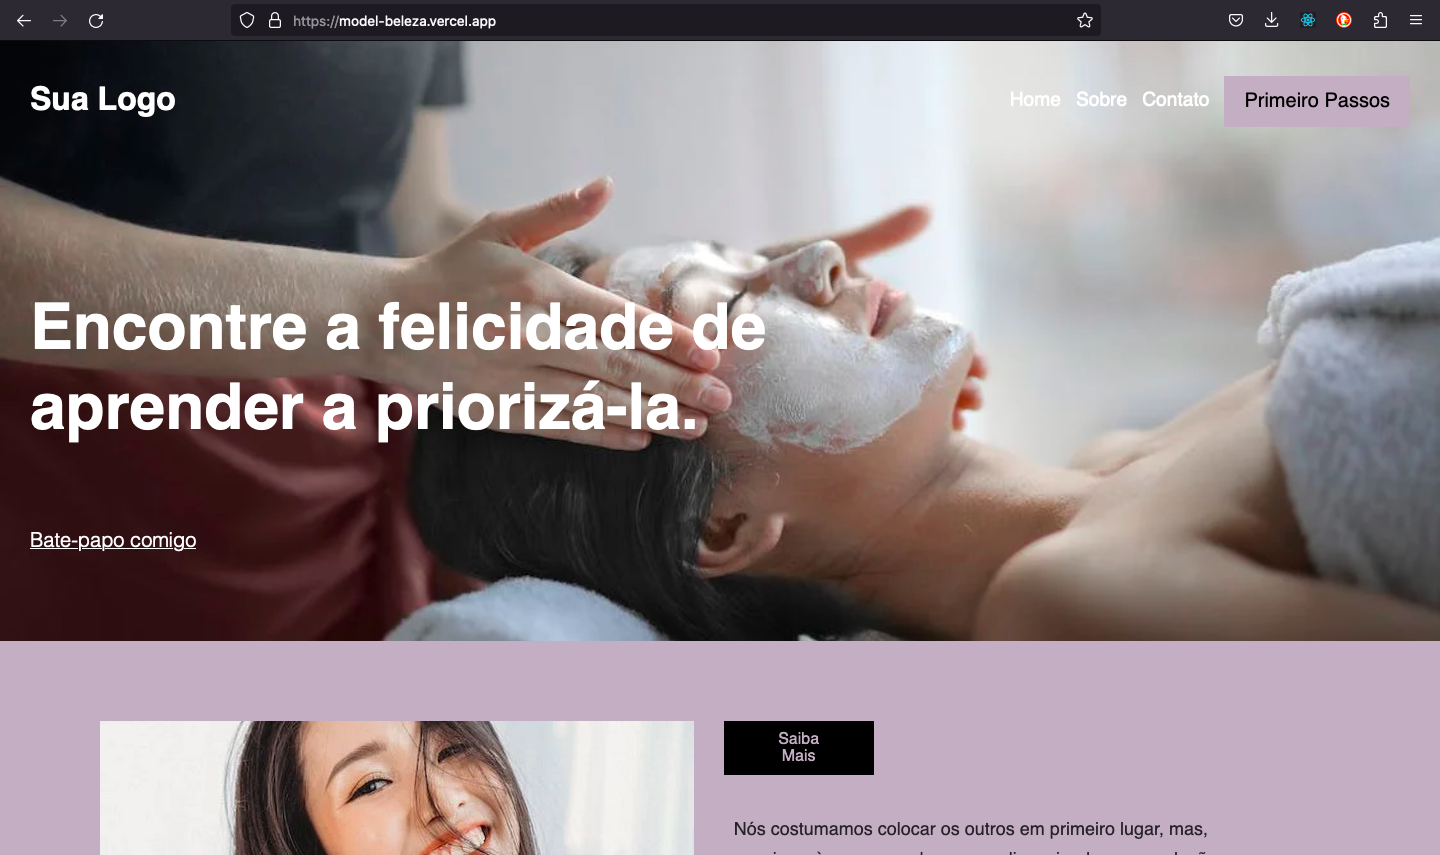 https://model-beleza.vercel.app
Sua Logo
Home Sobre Contato Primeiro Passos
Encontre a felicidade de
aprender a priorizá-la.
Bate-papo comigo
Saiba
Mais
Nós costumamos colocar os outros em primeiro lugar, mas,